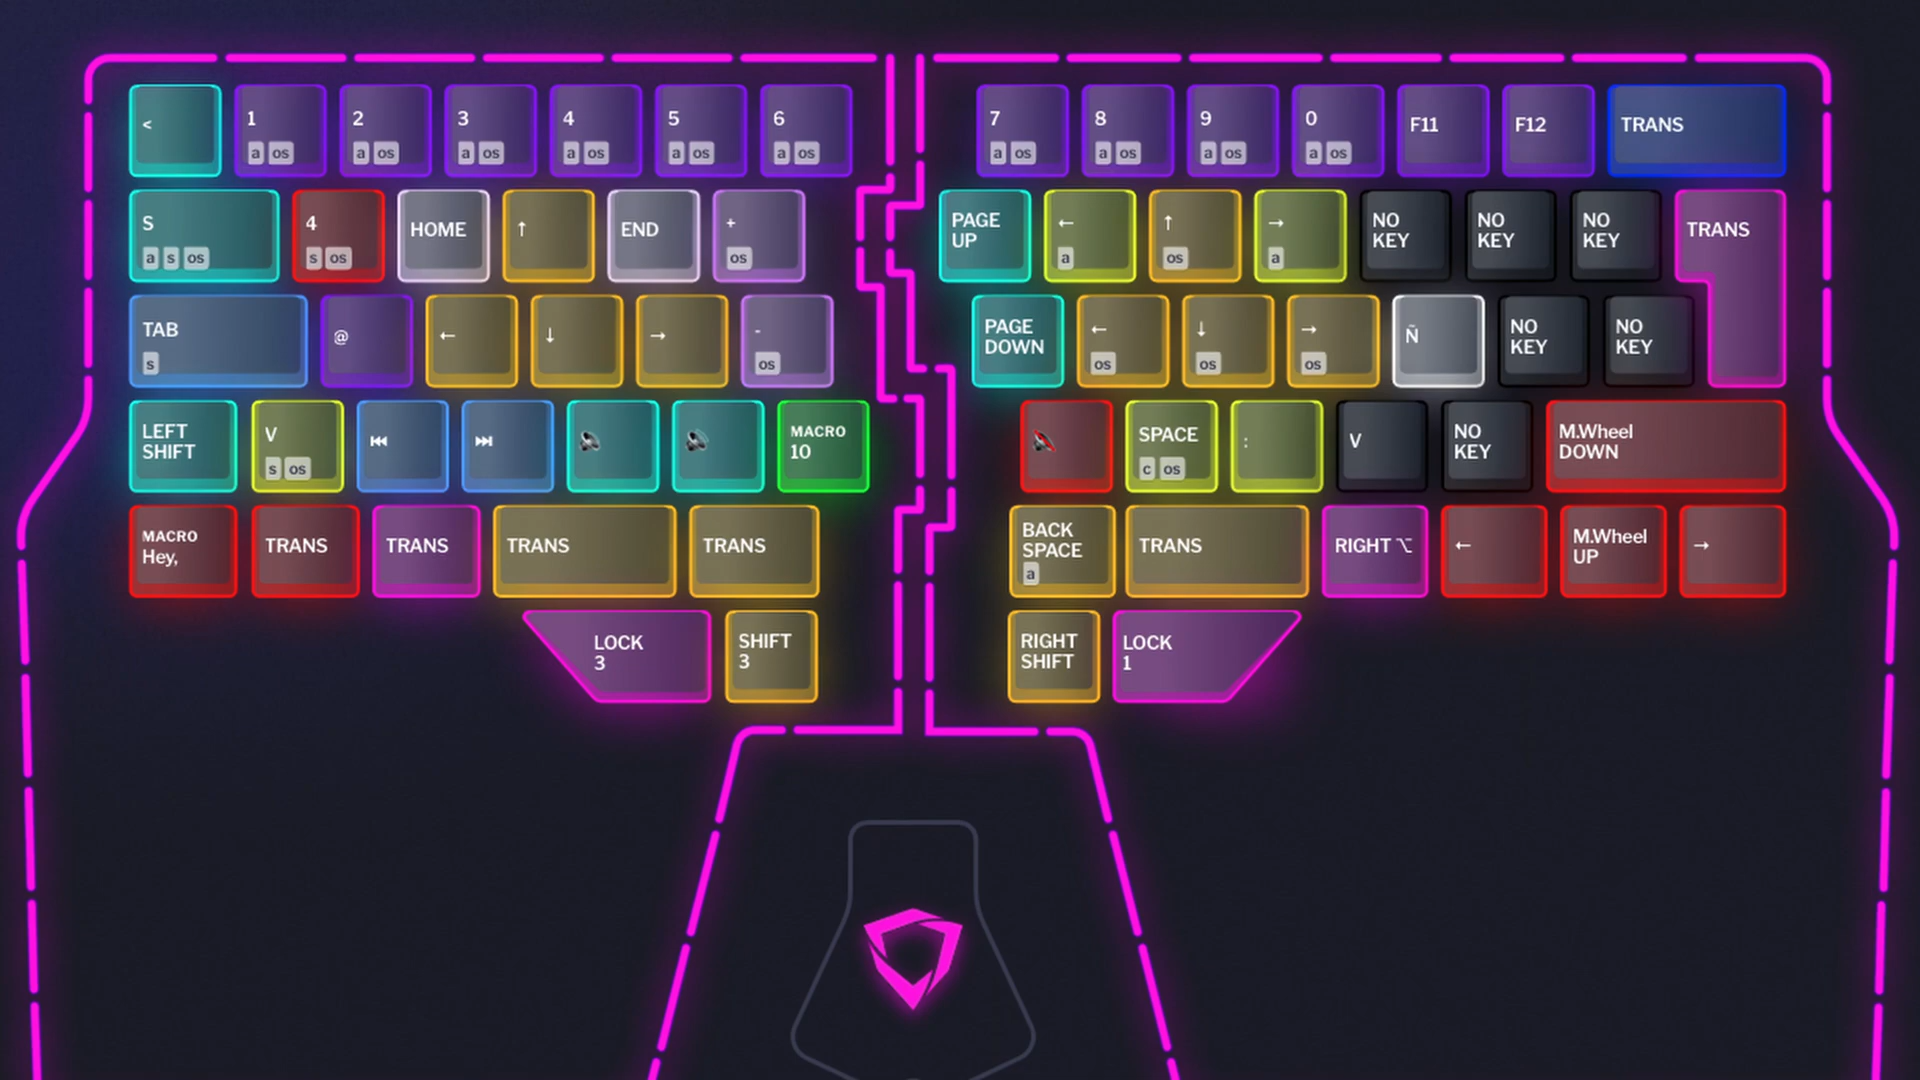 <
1
a os
2
a os
3
a os
4
a os
5
a os
6
a os
7
a os
8
a os
9
a os
0
a os
F11
F12
TRANS
S
a s os
4
s os
HOME
↑
END
+
os
PAGE
UP
←
a
↑
os
→
a
NO
KEY
NO
KEY
NO
KEY
TRANS
TAB
s
@
←
↓
→
-
os
PAGE
DOWN
←
os
↓
os
→
os
Ñ
NO
KEY
NO
KEY
LEFT
SHIFT
V
s os
⏮
⏭
MACRO
10
SPACE
c os
:
V
NO
KEY
M.Wheel
DOWN
MACRO
Hey,
TRANS
TRANS
TRANS
TRANS
BACK
SPACE
a
TRANS
RIGHT ⌥
←
M.Wheel
UP
→
LOCK
3
SHIFT
3
RIGHT
SHIFT
LOCK
1